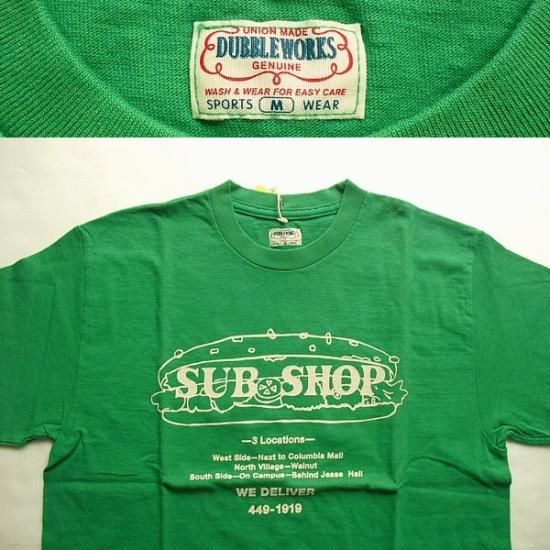 UNION MADE
DUBBLEWORKS
GENUINE
WASH & WEAR FOR EASY CARE
SPORTS M WEAR
DUBBLEWORKS
SUB SHOP
—3 Locations—
West Side—Next to Columbia Mall
North Village—Walnut
South Side—On Campus—Behind Jesse Hall
WE DELIVER
449-1919